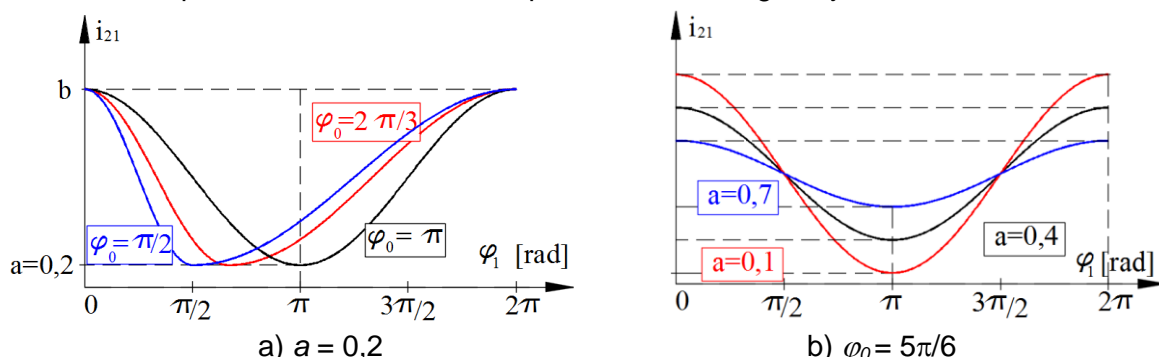 i₂₁
b
φ₀=2π/3
φ₀=π/2
φ₀=π
a=0,2
φ₁ [rad]
0
π/2
π
3π/2
2π
a) a = 0,2
i₂₁
a=0,7
a=0,4
a=0,1
φ₁ [rad]
0
π/2
π
3π/2
2π
b) φ₀ = 5π/6